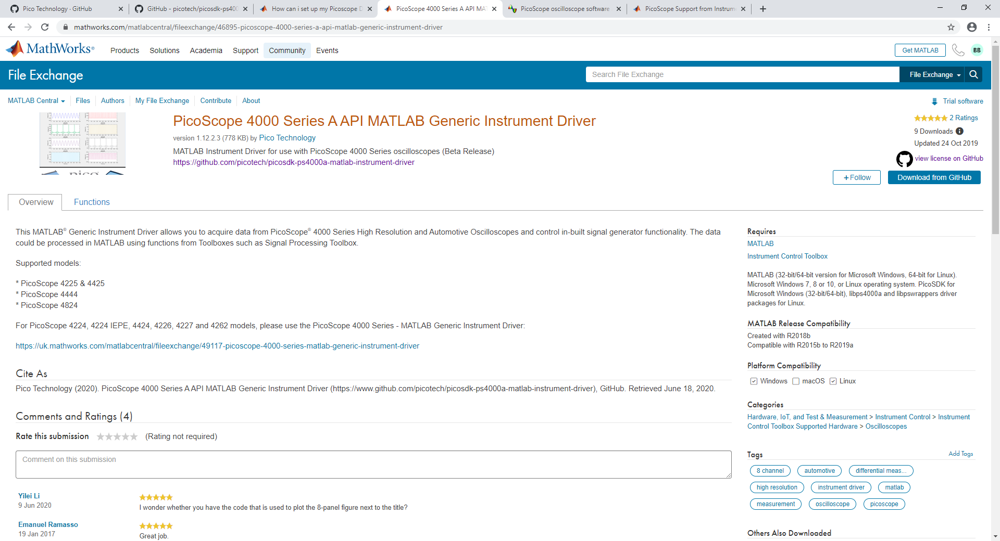 Pico Technology · GitHub
GitHub - picotech/picosdk-ps400
How can i set up my Picoscope D
PicoScope 4000 Series A API MAT
PicoScope oscilloscope software
PicoScope Support from Instrum
mathworks.com/matlabcentral/fileexchange/46895-picoscope-4000-series-a-api-matlab-generic-instrument-driver
MathWorks®
Products
Solutions
Academia
Support
Community
Events
Get MATLAB
BB
File Exchange
Search File Exchange
File Exchange
MATLAB Central
Files
Authors
My File Exchange
Contribute
About
Trial software
PicoScope 4000 Series A API MATLAB Generic Instrument Driver
version 1.12.2.3 (778 KB) by Pico Technology
MATLAB Instrument Driver for use with PicoScope 4000 Series oscilloscopes (Beta Release)
https://github.com/picotech/picosdk-ps4000a-matlab-instrument-driver
2 Ratings
9 Downloads
Updated 24 Oct 2019
view license on GitHub
+ Follow
Download from GitHub
Overview
Functions
This MATLAB® Generic Instrument Driver allows you to acquire data from PicoScope® 4000 Series High Resolution and Automotive Oscilloscopes and control in-built signal generator functionality. The data
could be processed in MATLAB using functions from Toolboxes such as Signal Processing Toolbox.
Supported models:
* PicoScope 4225 & 4425
* PicoScope 4444
* PicoScope 4824
For PicoScope 4224, 4224 IEPE, 4424, 4226, 4227 and 4262 models, please use the PicoScope 4000 Series - MATLAB Generic Instrument Driver:
https://uk.mathworks.com/matlabcentral/fileexchange/49117-picoscope-4000-series-matlab-generic-instrument-driver
Cite As
Pico Technology (2020). PicoScope 4000 Series A API MATLAB Generic Instrument Driver (https://www.github.com/picotech/picosdk-ps4000a-matlab-instrument-driver), GitHub. Retrieved June 18, 2020.
Comments and Ratings (4)
Rate this submission
(Rating not required)
Comment on this submission
Yilei Li
9 Jun 2020
I wonder whether you have the code that is used to plot the 8-panel figure next to the title?
Emanuel Ramasso
19 Jan 2017
Great job.
Requires
MATLAB
Instrument Control Toolbox
MATLAB (32-bit/64-bit version for Microsoft Windows, 64-bit for Linux).
Microsoft Windows 7, 8 or 10, or Linux operating system. PicoSDK for
Microsoft Windows (32-bit/64-bit), libps4000a and libpswrappers driver
packages for Linux.
MATLAB Release Compatibility
Created with R2018b
Compatible with R2015b to R2019a
Platform Compatibility
Windows
macOS
Linux
Categories
Hardware, IoT, and Test & Measurement > Instrument Control > Instrument
Control Toolbox Supported Hardware > Oscilloscopes
Tags
Add Tags
8 channel
automotive
differential meas...
high resolution
instrument driver
matlab
measurement
oscilloscope
picoscope
Others Also Downloaded